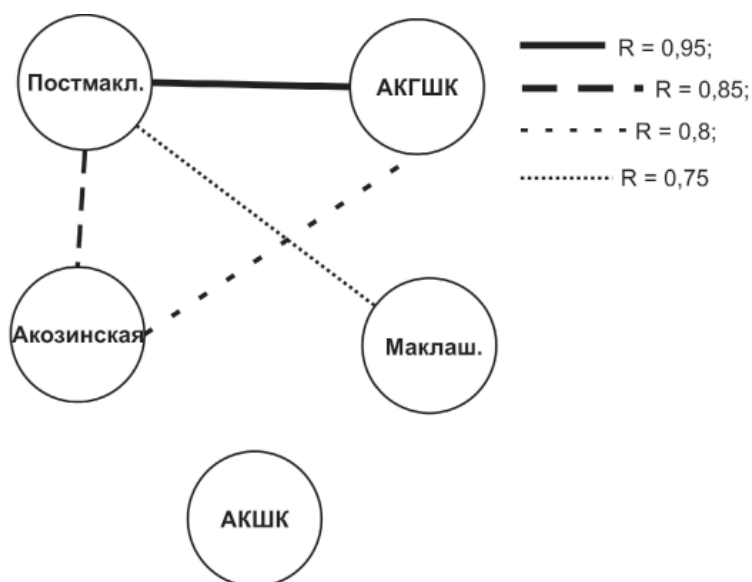 Постмакл.
АКГШК
R = 0,95;
R = 0,85;
R = 0,8;
R = 0,75
Акозинская
Маклаш.
АКШК